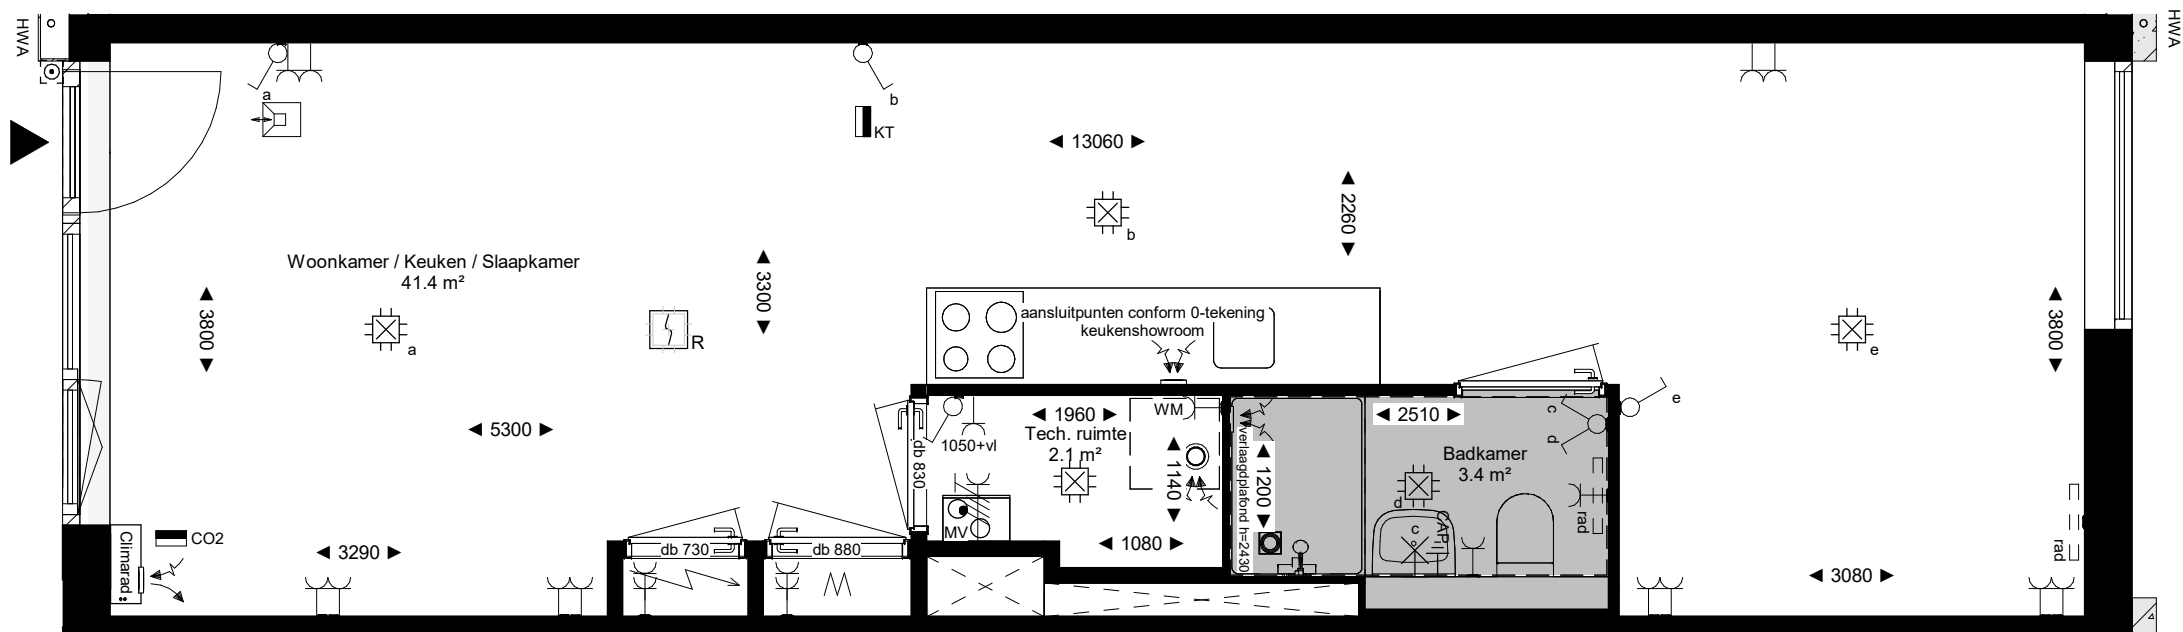 HWA
HWA
a
b
KT
◄ 13060 ►
◄ 2260 ►
b
Woonkamer / Keuken / Slaapkamer
41.4 m²
◄ 3300 ►
◄ 3800 ►
◄ 3800 ►
aansluitpunten conform 0-tekening
keukenshowroom
a
R
e
e
◄ 5300 ►
◄ 1960 ►
Tech. ruimte
2.1 m²
WM
1050+vl
db 830
◄ 1140 ►
verlaagdplafond h=2430
◄ 1200 ►
◄ 2510 ►
c
d
Badkamer
3.4 m²
d
c
rad
rad
MV
◄ 1080 ►
CO2
Climarad
◄ 3290 ►
db 730
db 880
◄ 3080 ►